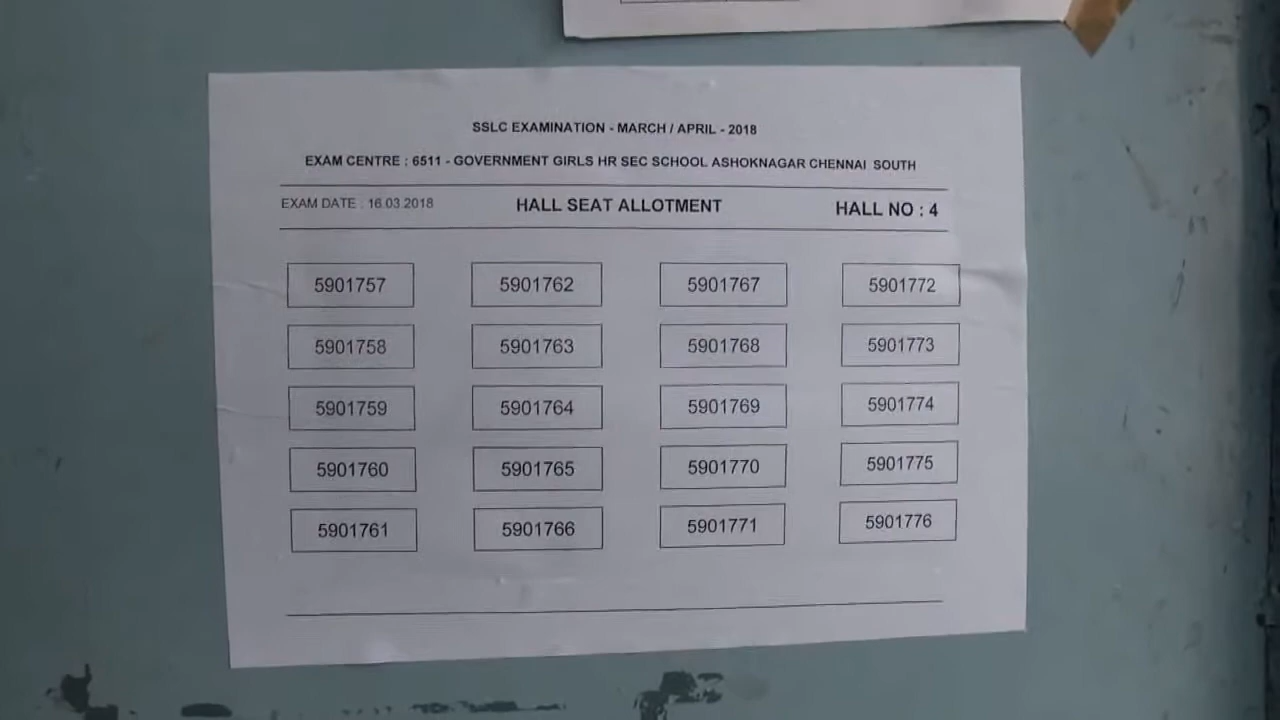 SSLC EXAMINATION - MARCH / APRIL - 2018
EXAM CENTRE : 6511 - GOVERNMENT GIRLS HR SEC SCHOOL ASHOKNAGAR CHENNAI SOUTH
EXAM DATE : 16.03.2018 HALL SEAT ALLOTMENT HALL NO : 4
5901757 5901762 5901767 5901772
5901758 5901763 5901768 5901773
5901759 5901764 5901769 5901774
5901760 5901765 5901770 5901775
5901761 5901766 5901771 5901776